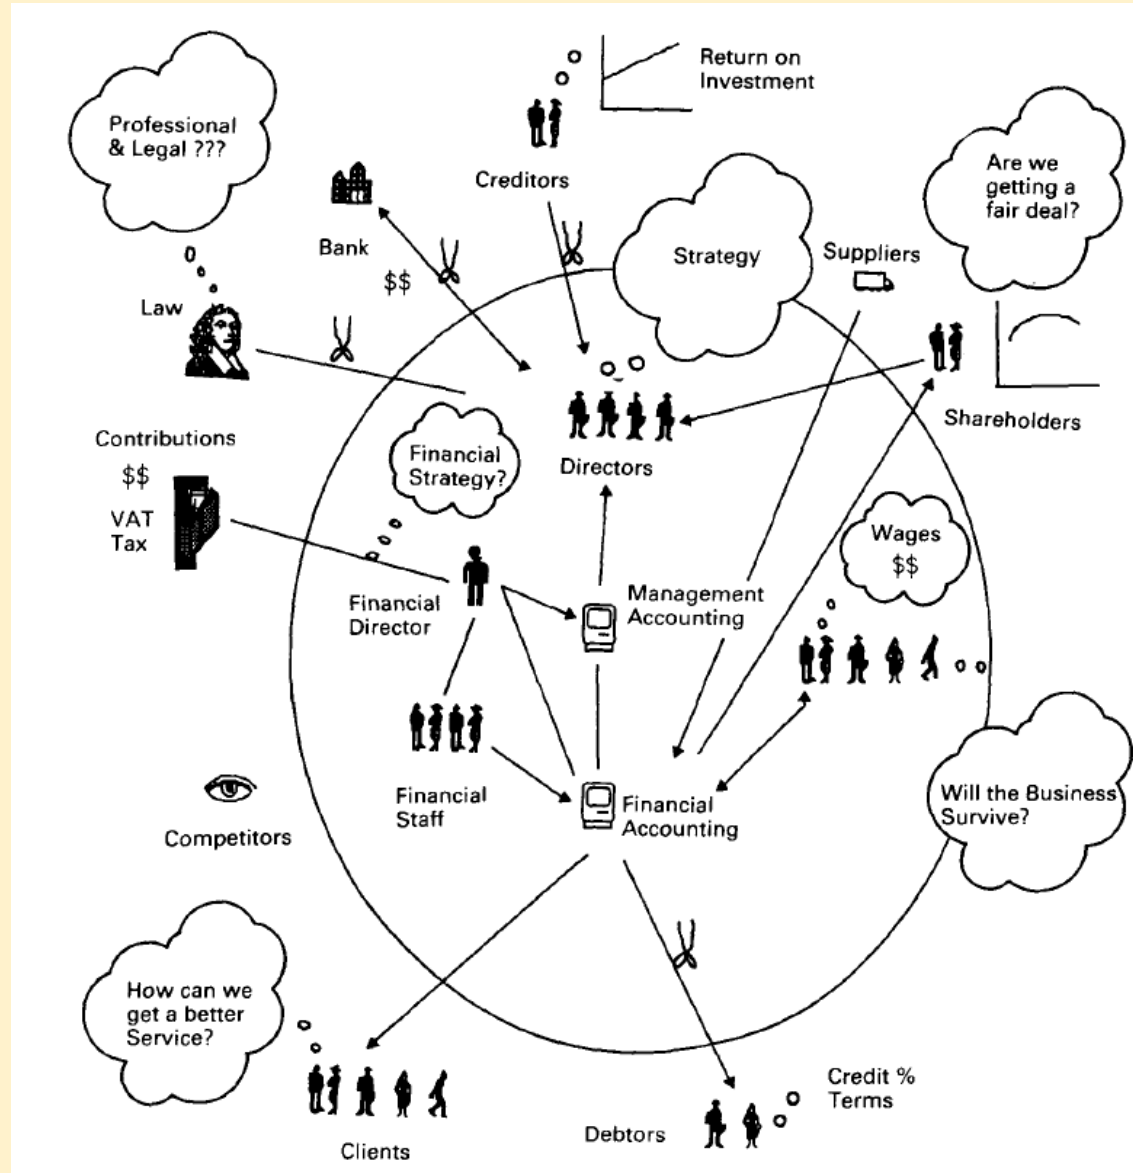 Return on
Investment
Professional
& Legal ???
Are we
getting a
fair deal?
Creditors
Bank
$$
Strategy
Suppliers
Law
Shareholders
Contributions
$$
VAT
Tax
Financial
Strategy?
Directors
Wages
$$
Financial
Director
Management
Accounting
Financial
Staff
Financial
Accounting
Will the Business
Survive?
Competitors
How can we
get a better
Service?
Credit %
Terms
Debtors
Clients